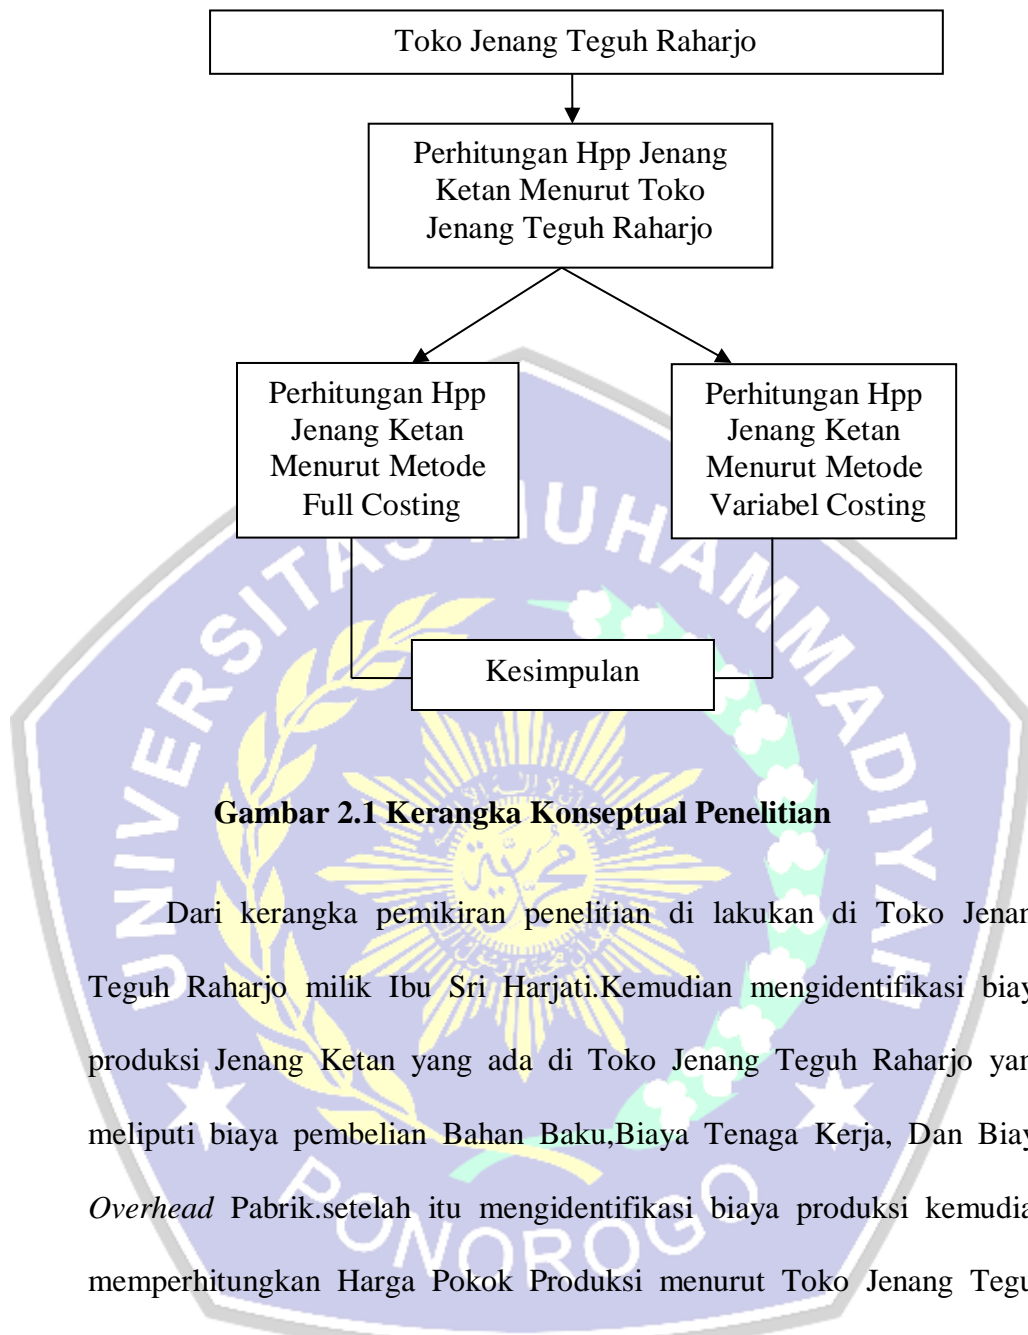 Toko Jenang Teguh Raharjo
Perhitungan Hpp Jenang
Ketan Menurut Toko
Jenang Teguh Raharjo
Perhitungan Hpp
Jenang Ketan
Menurut Metode
Full Costing
Perhitungan Hpp
Jenang Ketan
Menurut Metode
Variabel Costing
Kesimpulan
UNIVERSITAS MUHAMMADIYAH
PONOROGO
Gambar 2.1 Kerangka Konseptual Penelitian
Dari kerangka pemikiran penelitian di lakukan di Toko Jenan
Teguh Raharjo milik Ibu Sri Harjati.Kemudian mengidentifikasi biay
produksi Jenang Ketan yang ada di Toko Jenang Teguh Raharjo yan
meliputi biaya pembelian Bahan Baku,Biaya Tenaga Kerja, Dan Biay
Overhead Pabrik.setelah itu mengidentifikasi biaya produksi kemudia
memperhitungkan Harga Pokok Produksi menurut Toko Jenang Tegu